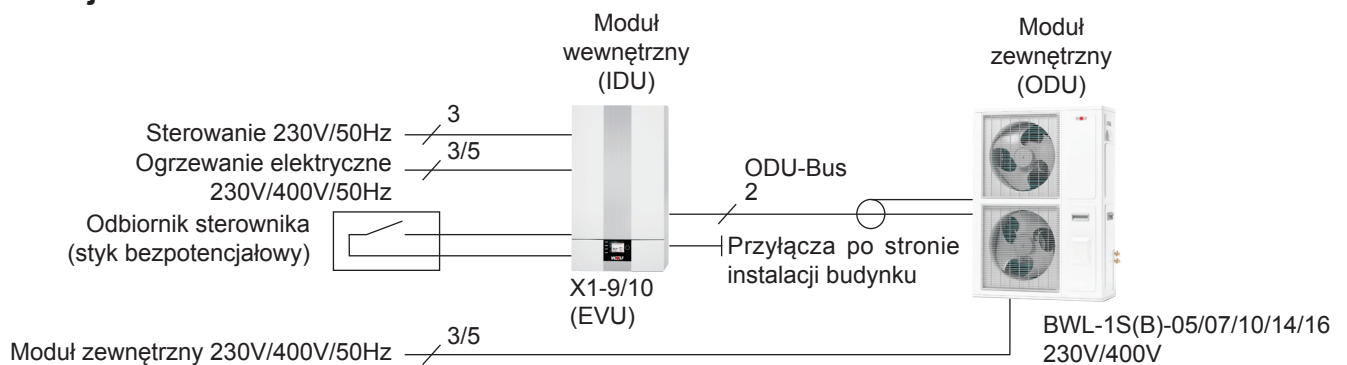 Moduł
wewnętrzny
(IDU)
Moduł
zewnętrzny
(ODU)
Sterowanie 230V/50Hz
3
Ogrzewanie elektryczne
230V/400V/50Hz
3/5
Odbiornik sterownika
(styk bezpotencjałowy)
ODU-Bus
2
Przyłącza po stronie
instalacji budynku
X1-9/10
(EVU)
BWL-1S(B)-05/07/10/14/16
230V/400V
Moduł zewnętrzny 230V/400V/50Hz
3/5